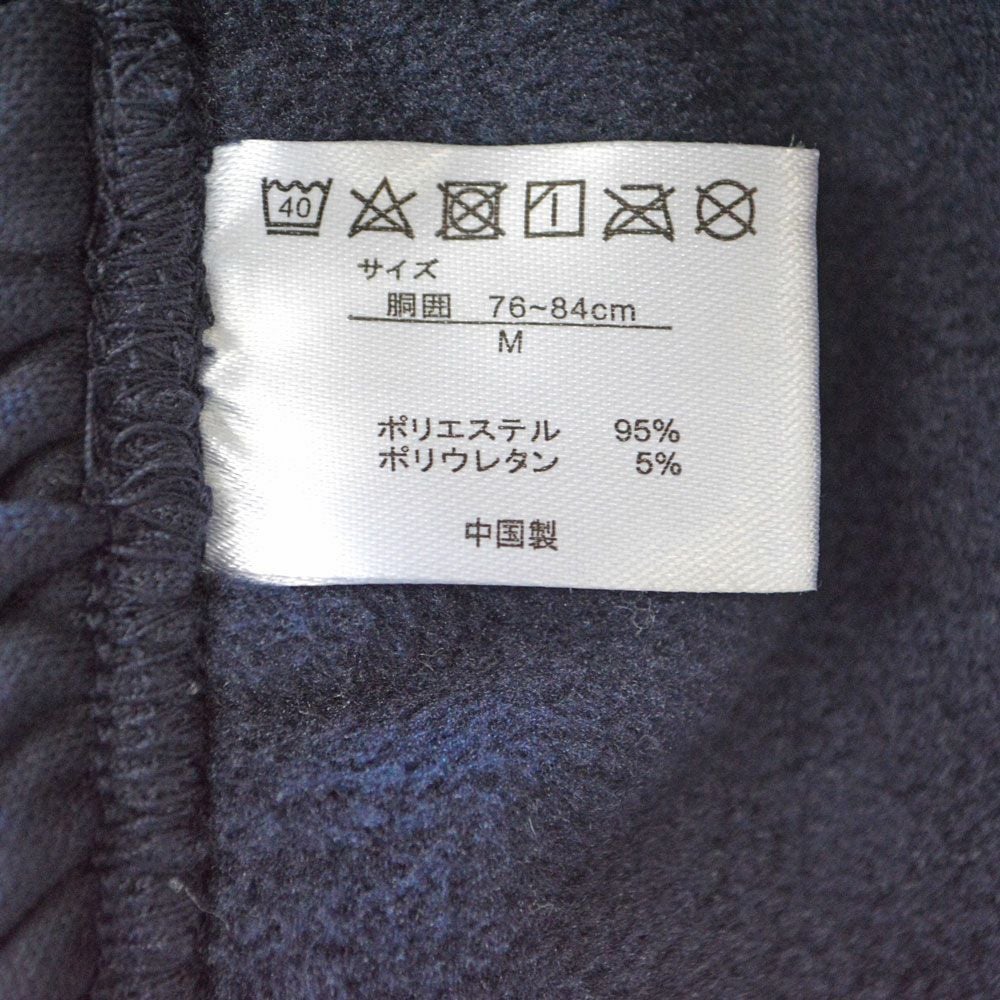 40
サイズ
胴囲 76~84cm
M
ポリエステル 95%
ポリウレタン 5%
中国製